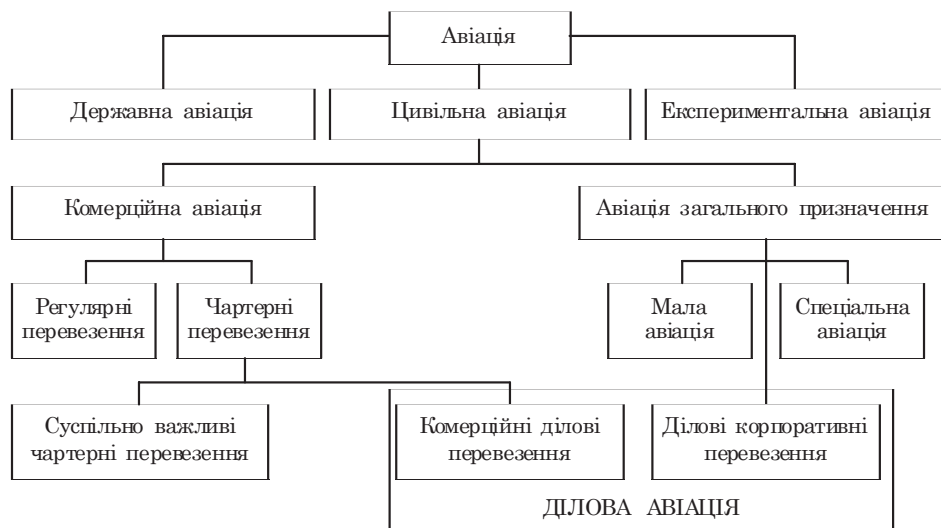 Авіація
Державна авіація
Цивільна авіація
Експериментальна авіація
Комерційна авіація
Авіація загального призначення
Регулярні
перевезення
Чартерні
перевезення
Мала
авіація
Спеціальна
авіація
Суспільно важливі
чартерні перевезення
Комерційні ділові
перевезення
Ділові корпоративні
перевезення
ДІЛОВА АВІАЦІЯ